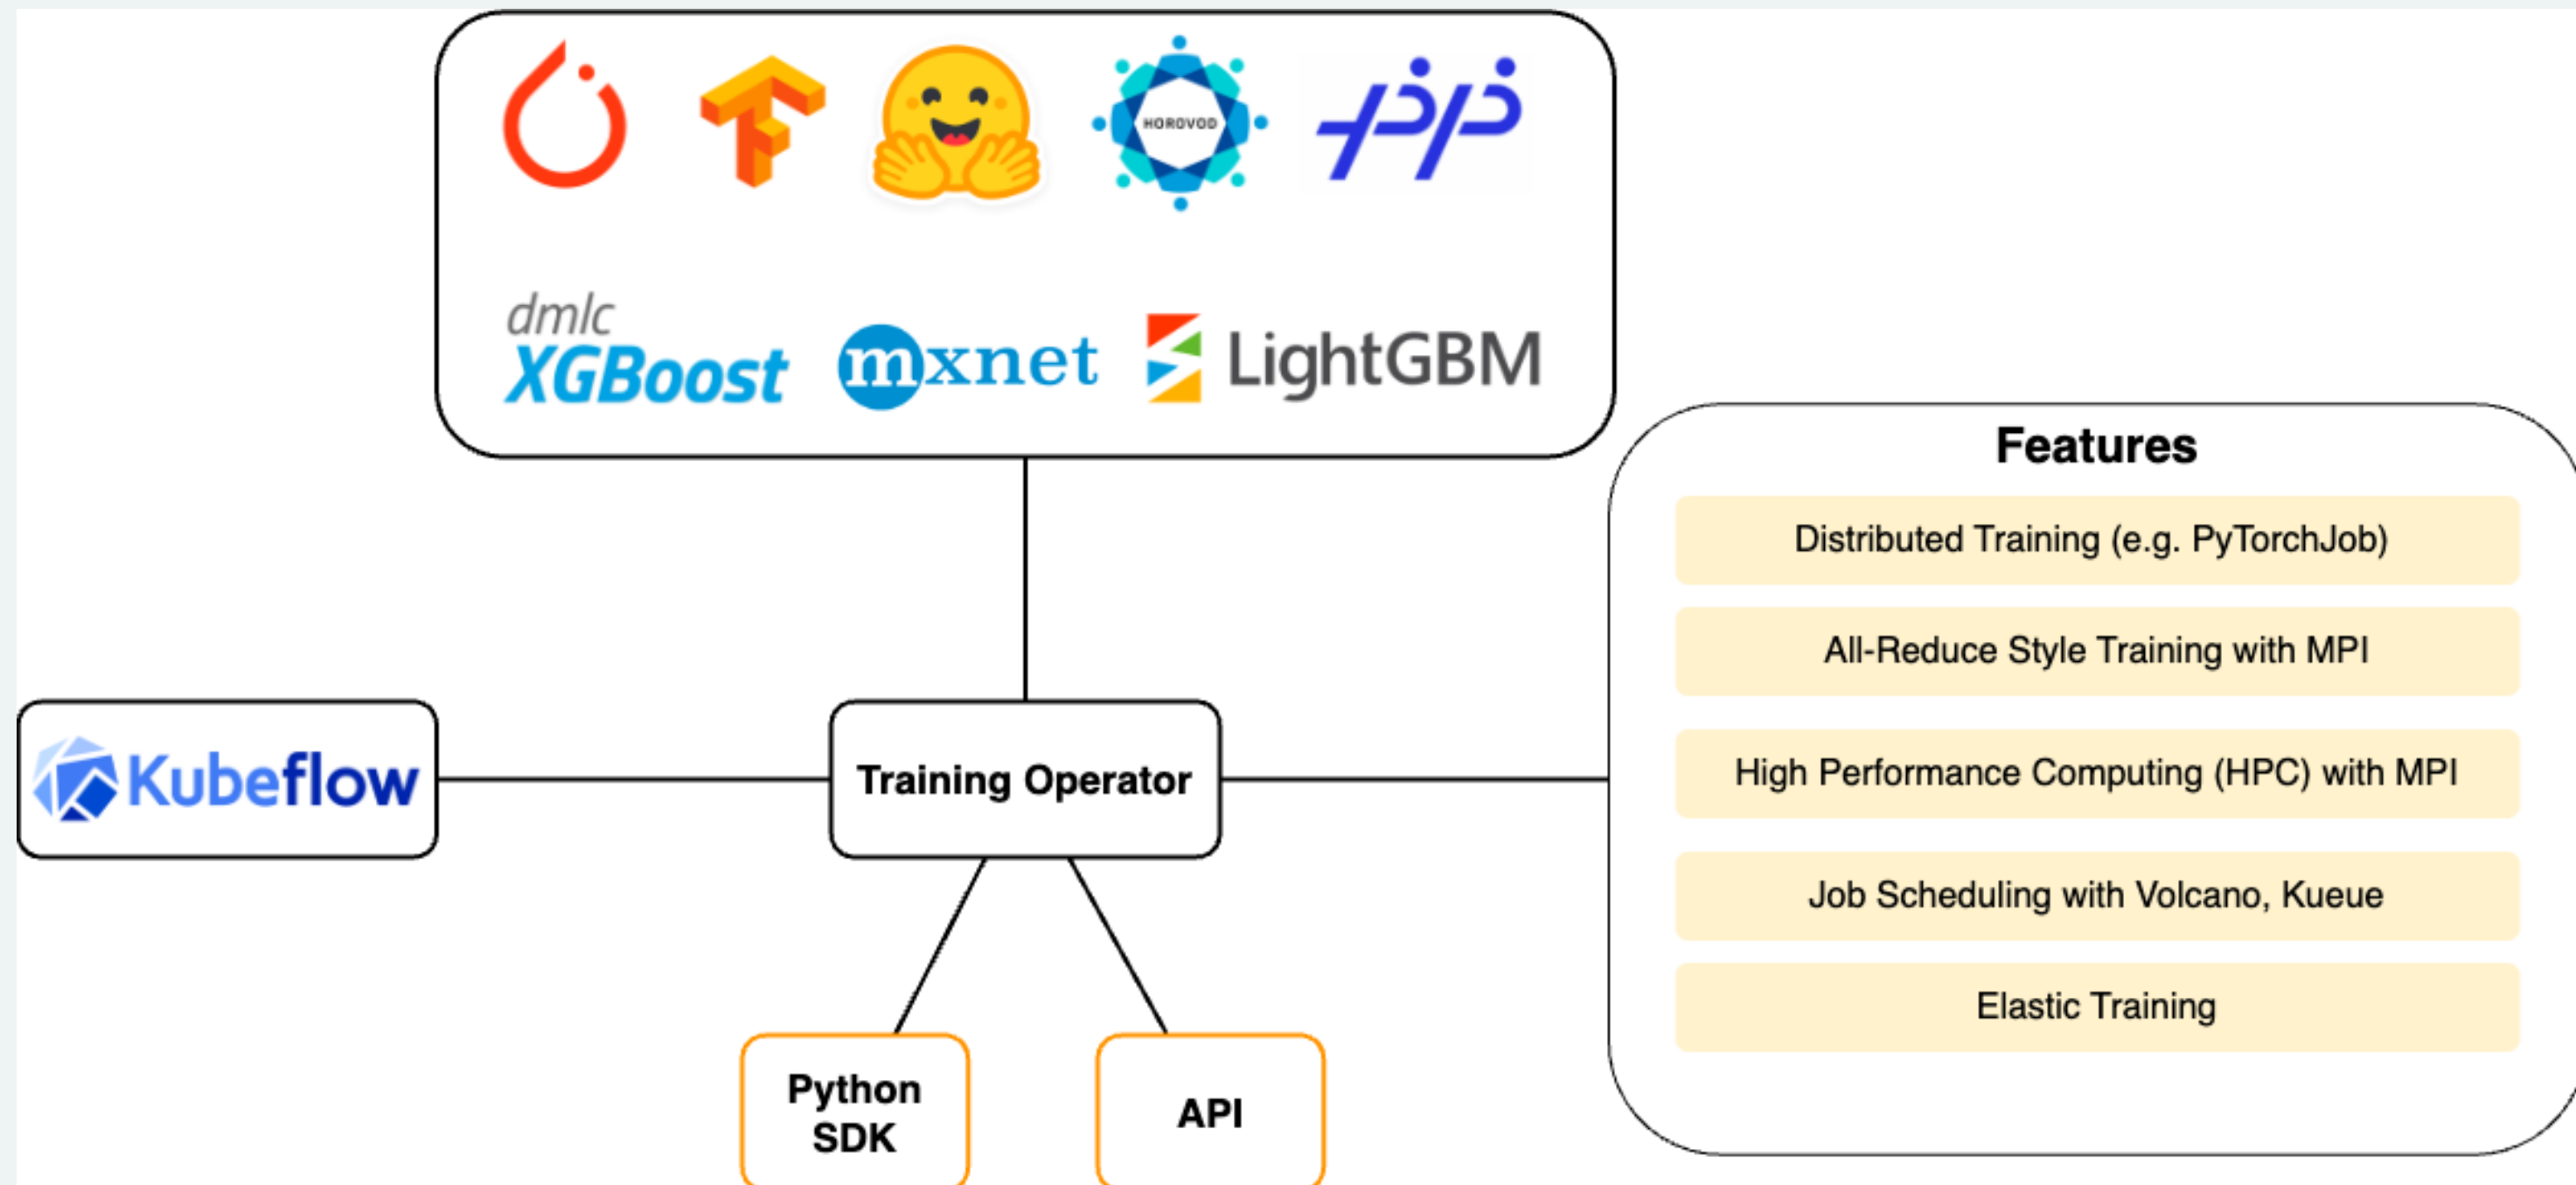 HOROVOD
dmlc
XGBoost
mxnet
LightGBM
Features
Distributed Training (e.g. PyTorchJob)
All-Reduce Style Training with MPI
High Performance Computing (HPC) with MPI
Job Scheduling with Volcano, Kueue
Elastic Training
Kubeflow
Training Operator
Python
SDK
API